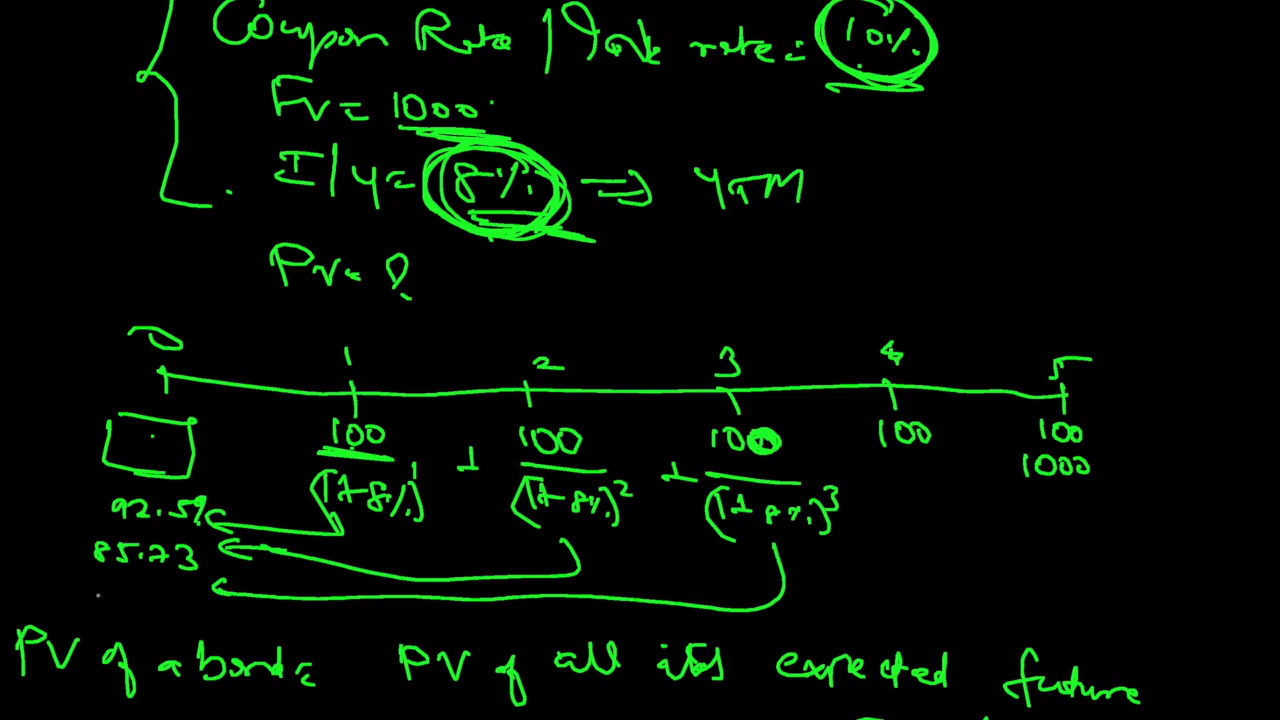 Coupon Rate / rate = 10%
FV = 1000
I/Y = 8% ⇒ YTM
PV = ?
0 1 2 3 4 5
100 100 100 100 100
1000
(1+8%)¹ + (1+8%)² + (1+8%)³
92.59
85.73
PV of a bond = PV of all its expected future